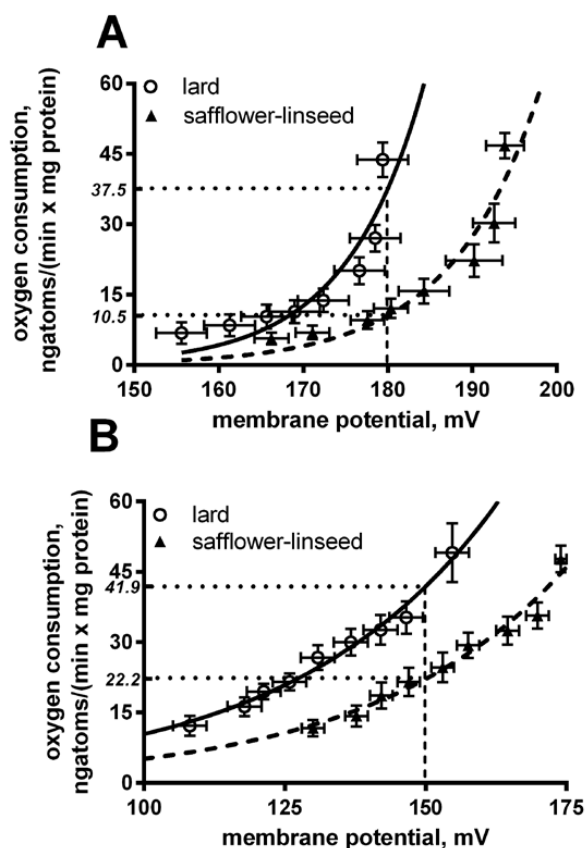 A
oxygen consumption,
ngatoms/(min x mg protein)
60
45
37.5
30
15
10.5
0
lard
safflower-linseed
150 160 170 180 190 200
membrane potential, mV
B
oxygen consumption,
ngatoms/(min x mg protein)
60
45
41.9
30
22.2
15
0
lard
safflower-linseed
100 125 150 175
membrane potential, mV